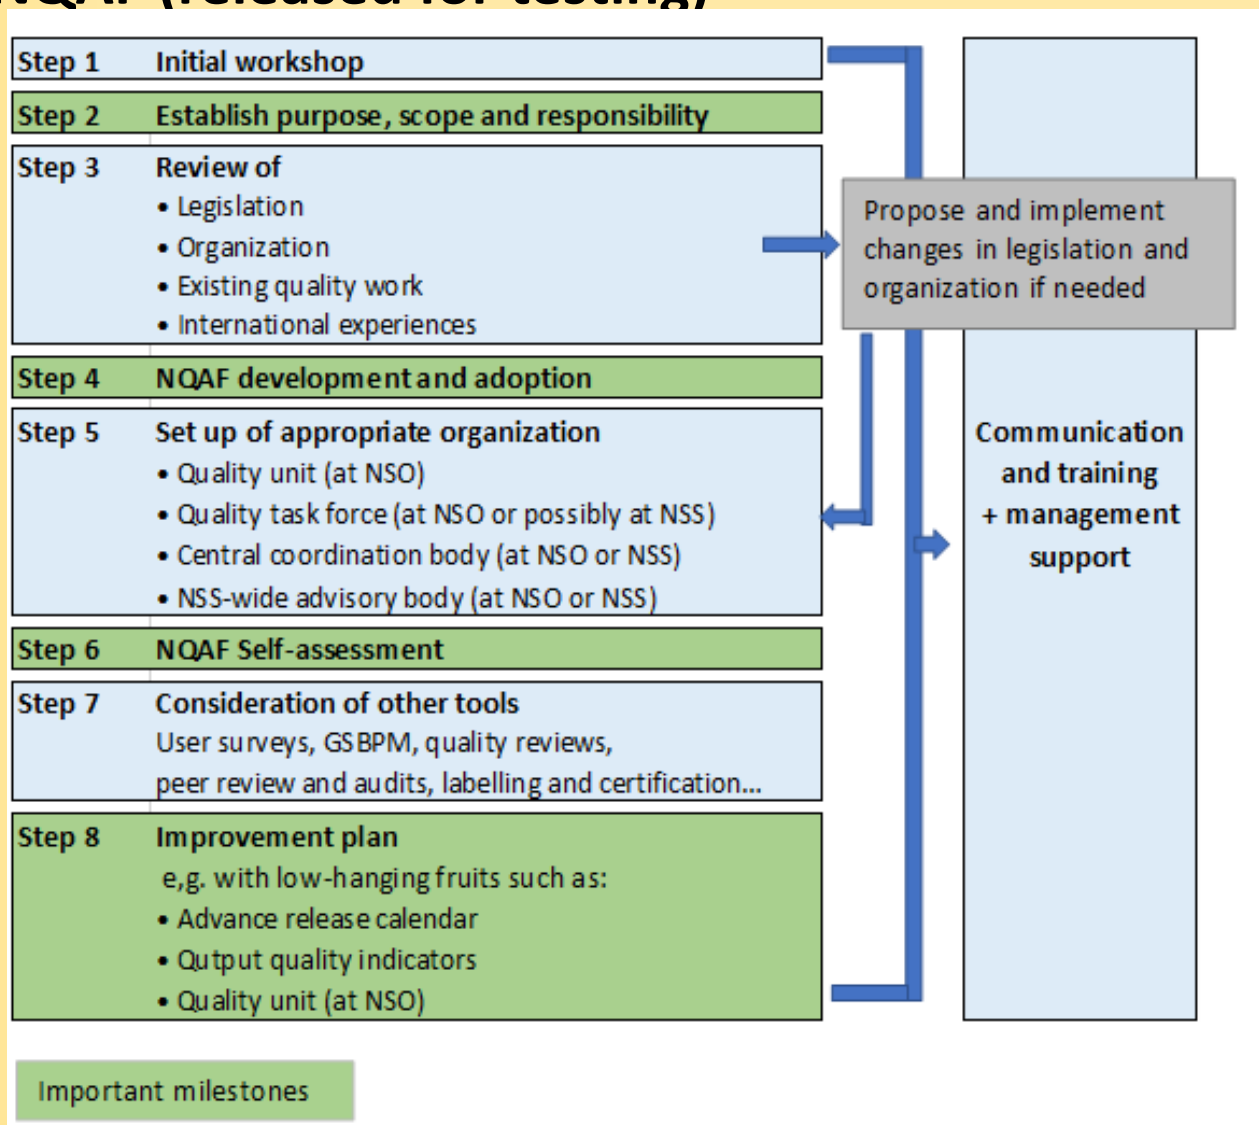 NQAF (released for testing)
Step 1 Initial workshop
Step 2 Establish purpose, scope and responsibility
Step 3 Review of
• Legislation
• Organization
• Existing quality work
• International experiences
Propose and implement
changes in legislation and
organization if needed
Step 4 NQAF development and adoption
Step 5 Set up of appropriate organization
• Quality unit (at NSO)
• Quality task force (at NSO or possibly at NSS)
• Central coordination body (at NSO or NSS)
• NSS-wide advisory body (at NSO or NSS)
Communication
and training
+ management
support
Step 6 NQAF Self-assessment
Step 7 Consideration of other tools
User surveys, GSBPM, quality reviews,
peer review and audits, labelling and certification...
Step 8 Improvement plan
e,g. with low-hanging fruits such as:
• Advance release calendar
• Qutput quality indicators
• Quality unit (at NSO)
Important milestones